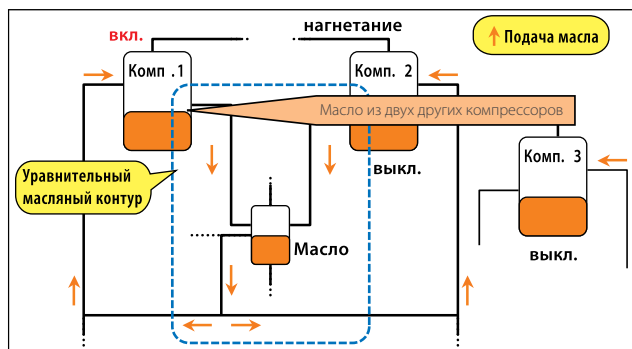 вкл.
нагнетание
Подача масла
Комп .1
Комп. 2
Масло из двух других компрессоров
Комп. 3
выкл.
Уравнительный
масляный контур
Масло
выкл.